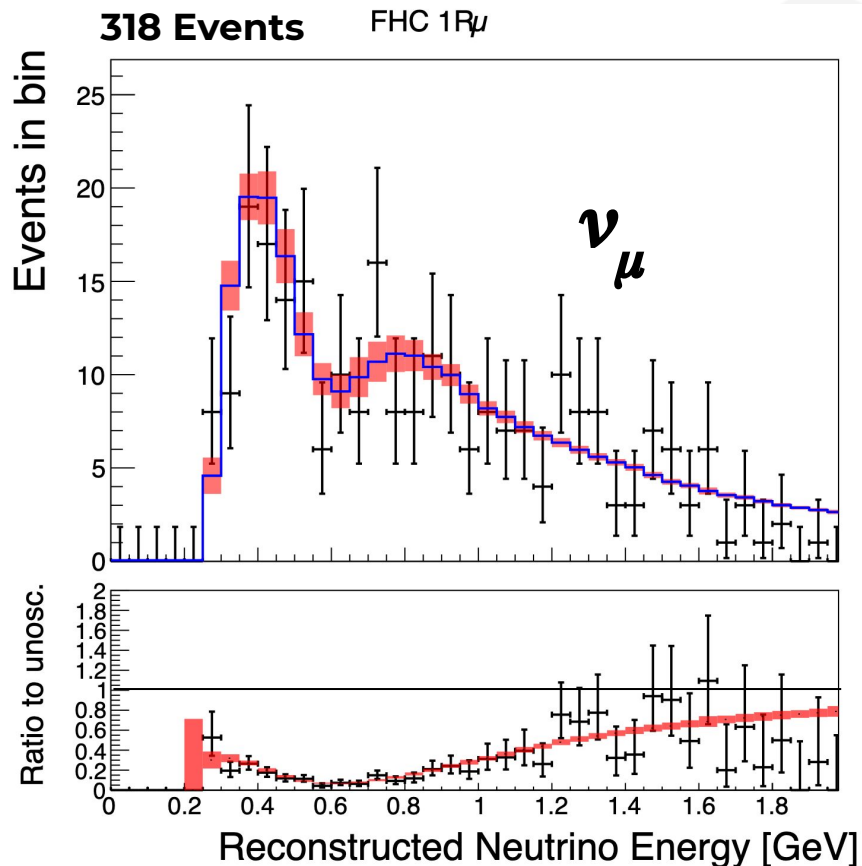 318 Events
FHC 1Rμ
Events in bin
25
20
15
10
5
0
ν_μ
Ratio to unosc.
2
1.8
1.6
1.4
1.2
1
0.8
0.6
0.4
0.2
0
0 0.2 0.4 0.6 0.8 1 1.2 1.4 1.6 1.8
Reconstructed Neutrino Energy [GeV]